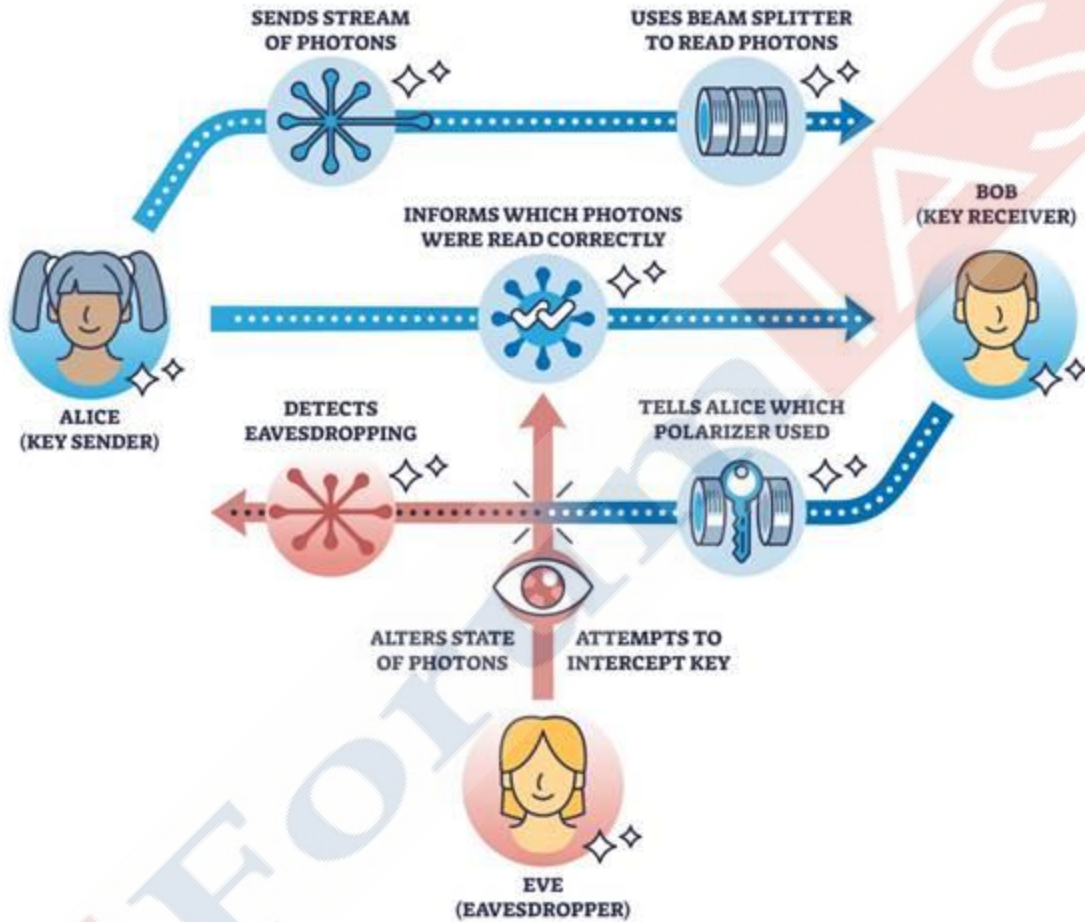 SENDS STREAM
OF PHOTONS
USES BEAM SPLITTER
TO READ PHOTONS
INFORMS WHICH PHOTONS
WERE READ CORRECTLY
BOB
(KEY RECEIVER)
ALICE
(KEY SENDER)
DETECTS
EAVESDROPPING
TELLS ALICE WHICH
POLARIZER USED
ALTERS STATE
OF PHOTONS
ATTEMPTS TO
INTERCEPT KEY
EVE
(EAVESDROPPER)
Forum
IAS